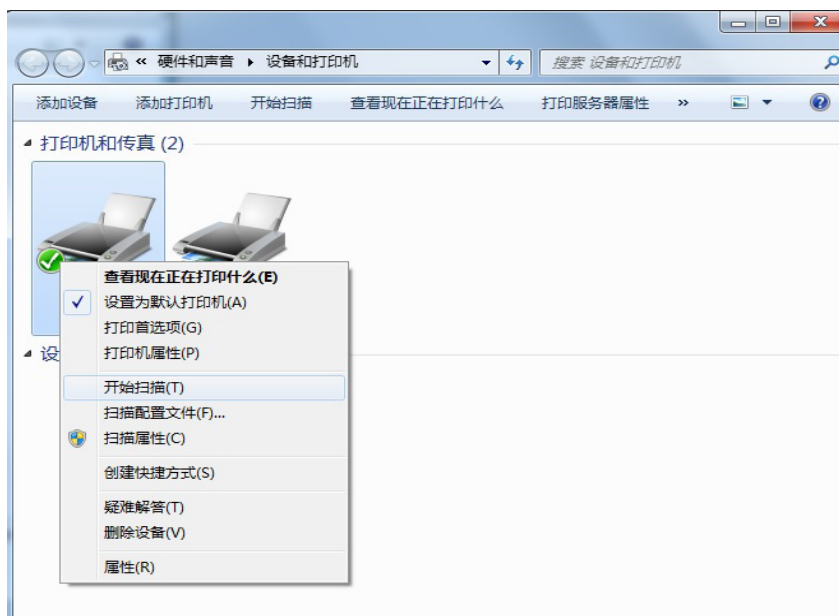 « 硬件和声音 ▸ 设备和打印机
搜索 设备和打印机
添加设备 添加打印机 开始扫描 查看现在正在打印什么 打印服务器属性 »
打印机和传真 (2)
查看现在正在打印什么(E)
设置为默认打印机(A)
打印首选项(G)
打印机属性(P)
设
开始扫描(T)
扫描配置文件(F)...
扫描属性(C)
创建快捷方式(S)
疑难解答(T)
删除设备(V)
属性(R)